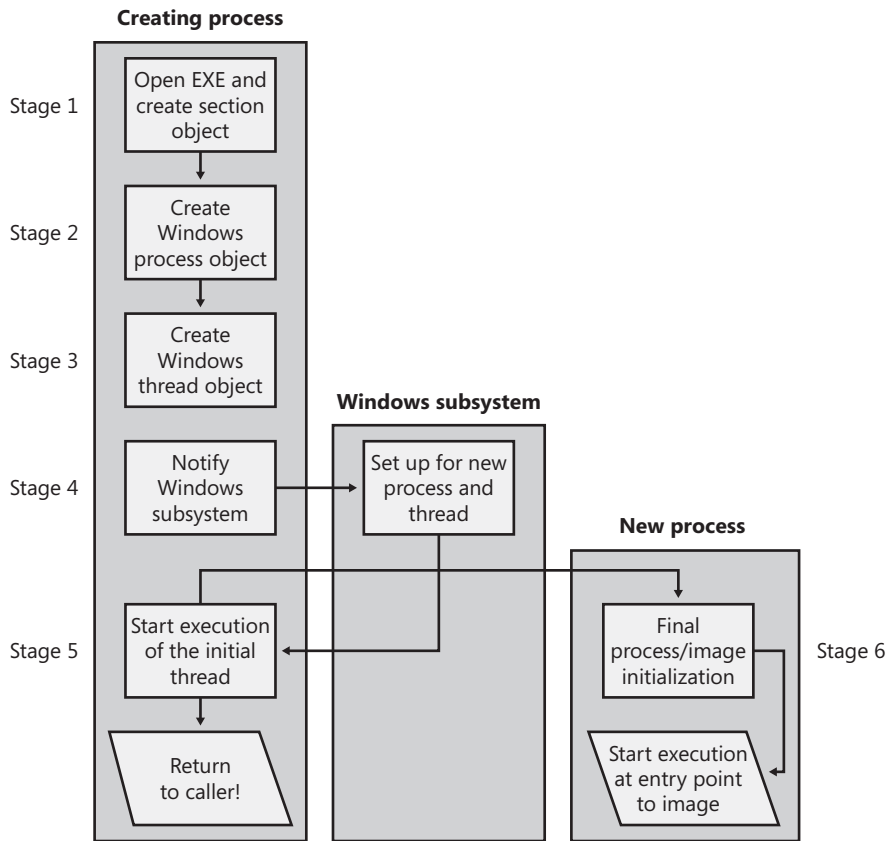 Creating process
Stage 1
Open EXE and
create section
object
Stage 2
Create
Windows
process object
Stage 3
Create
Windows
thread object
Windows subsystem
Stage 4
Notify
Windows
subsystem
Set up for new
process and
thread
New process
Stage 5
Start execution
of the initial
thread
Final
process/image
initialization
Stage 6
Return
to caller!
Start execution
at entry point
to image